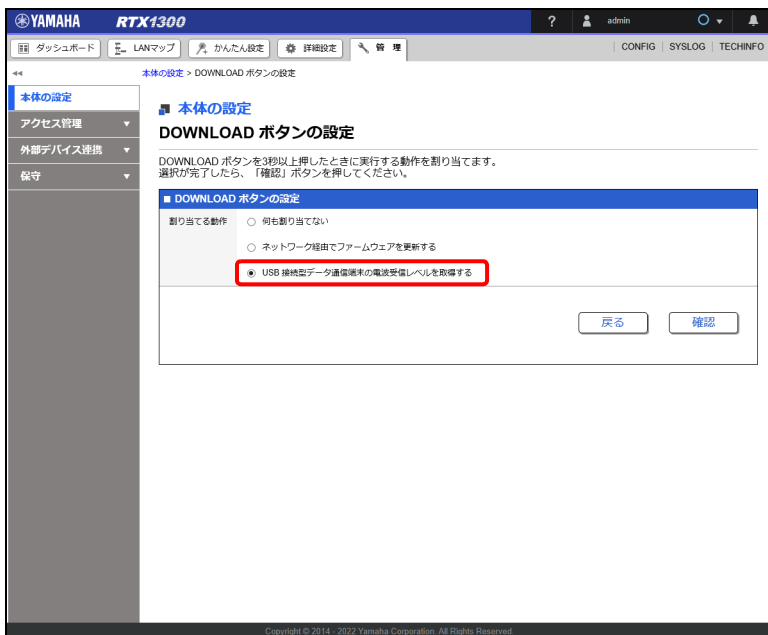 YAMAHA RTX1300 ? admin
ダッシュボード LANマップ かんたん設定 詳細設定 管 理 CONFIG SYSLOG TECHINFO
本体の設定 > DOWNLOAD ボタンの設定
本体の設定
アクセス管理
外部デバイス連携
保守
本体の設定
DOWNLOAD ボタンの設定
DOWNLOAD ボタンを3秒以上押したときに実行する動作を割り当てます。
選択が完了したら、「確認」ボタンを押してください。
DOWNLOAD ボタンの設定
割り当てる動作 何も割り当てない
ネットワーク経由でファームウェアを更新する
USB 接続型データ通信端末の電波受信レベルを取得する
戻る 確認
Copyright © 2014 - 2022 Yamaha Corporation. All Rights Reserved.